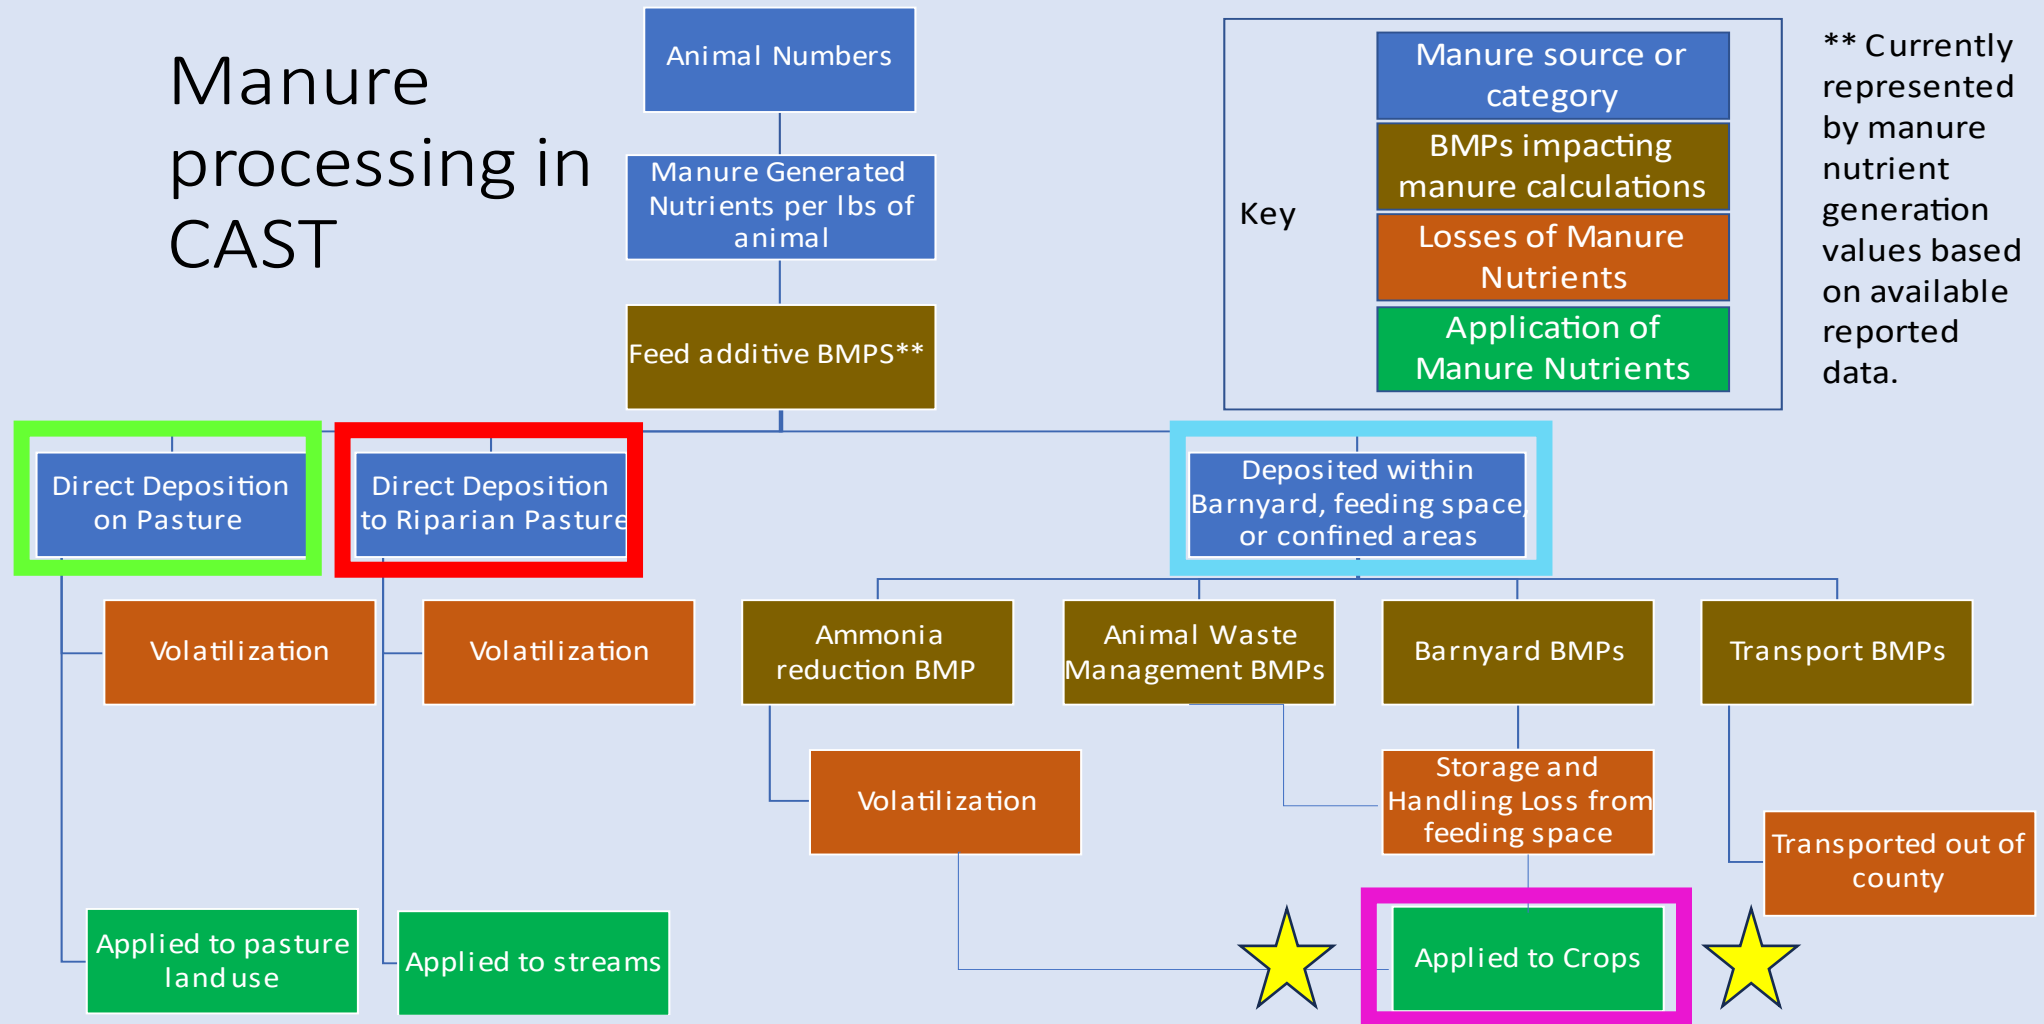 Manure
processing in
CAST
Animal Numbers
Manure Generated
Nutrients per lbs of
animal
Feed additive BMPS**
Key
Manure source or
category
BMPs impacting
manure calculations
Losses of Manure
Nutrients
Application of
Manure Nutrients
** Currently
represented
by manure
nutrient
generation
values based
on available
reported
data.
Direct Deposition
on Pasture
Direct Deposition
to Riparian Pasture
Deposited within
Barnyard, feeding space,
or confined areas
Volatilization
Volatilization
Ammonia
reduction BMP
Animal Waste
Management BMPs
Barnyard BMPs
Transport BMPs
Volatilization
Storage and
Handling Loss from
feeding space
Transported out of
county
Applied to pasture
land use
Applied to streams
Applied to Crops